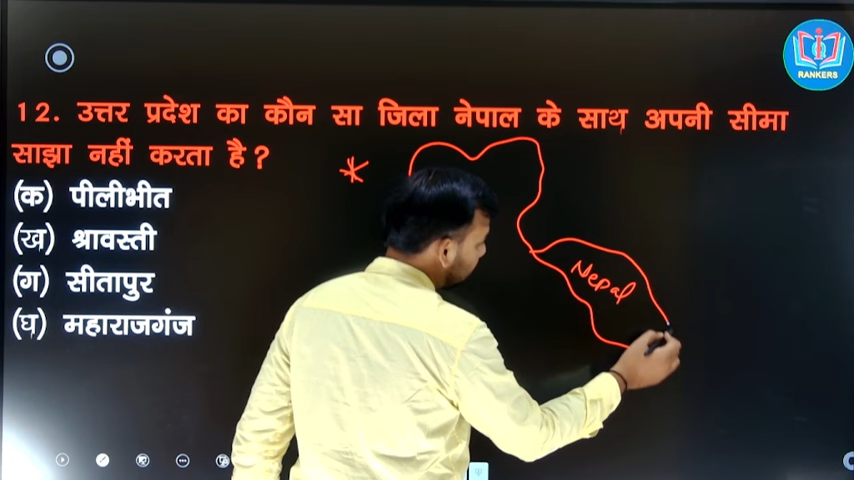 RANKERS
12. उत्तर प्रदेश का कौन सा जिला नेपाल के साथ अपनी सीमा
साझा नहीं करता है?
(क) पीलीभीत
(ख) श्रावस्ती
(ग) सीतापुर
(घ) महाराजगंज
Nepal